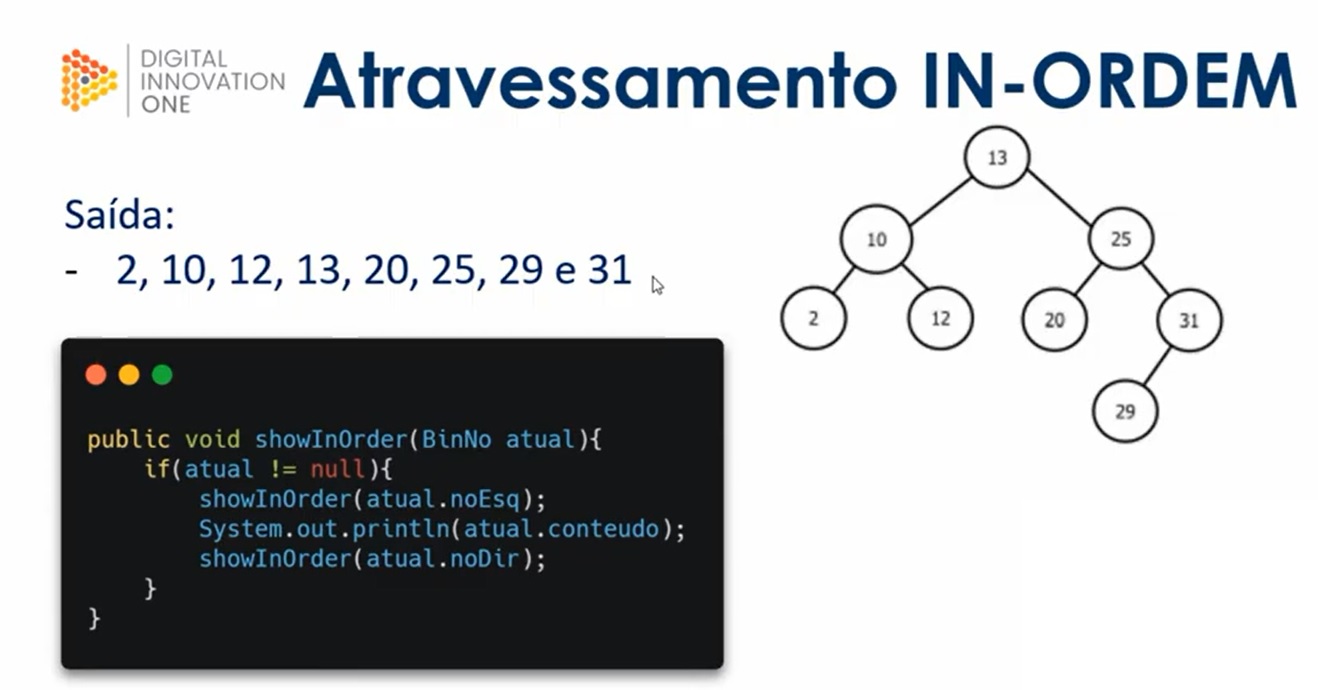 DIGITAL
INNOVATION
ONE
Atravessamento IN-ORDEM
Saída:
- 2, 10, 12, 13, 20, 25, 29 e 31
13
10
25
2
12
20
31
29
public void showInOrder(BinNo atual){
    if(atual != null){
        showInOrder(atual.noEsq);
        System.out.println(atual.conteudo);
        showInOrder(atual.noDir);
    }
}